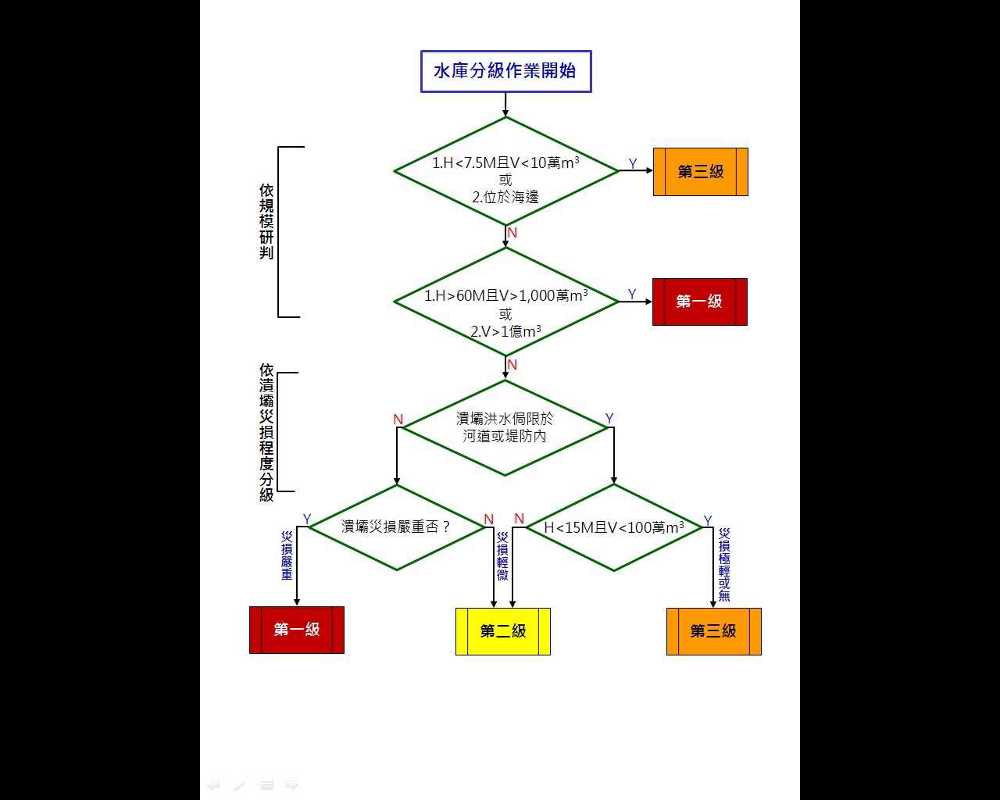 水庫分級作業開始
1.H<7.5M且V<10萬m³
或
2.位於海邊
Y
第三級
N
依規模研判
1.H>60M且V>1,000萬m³
或
2.V>1億m³
Y
第一級
N
依潰壩災損程度分級
潰壩洪水侷限於
河道或堤防內
N
Y
潰壩災損嚴重否？
Y
災損嚴重
N
災損輕微
N
H<15M且V<100萬m³
Y
災損極輕或無
第一級
第二級
第三級